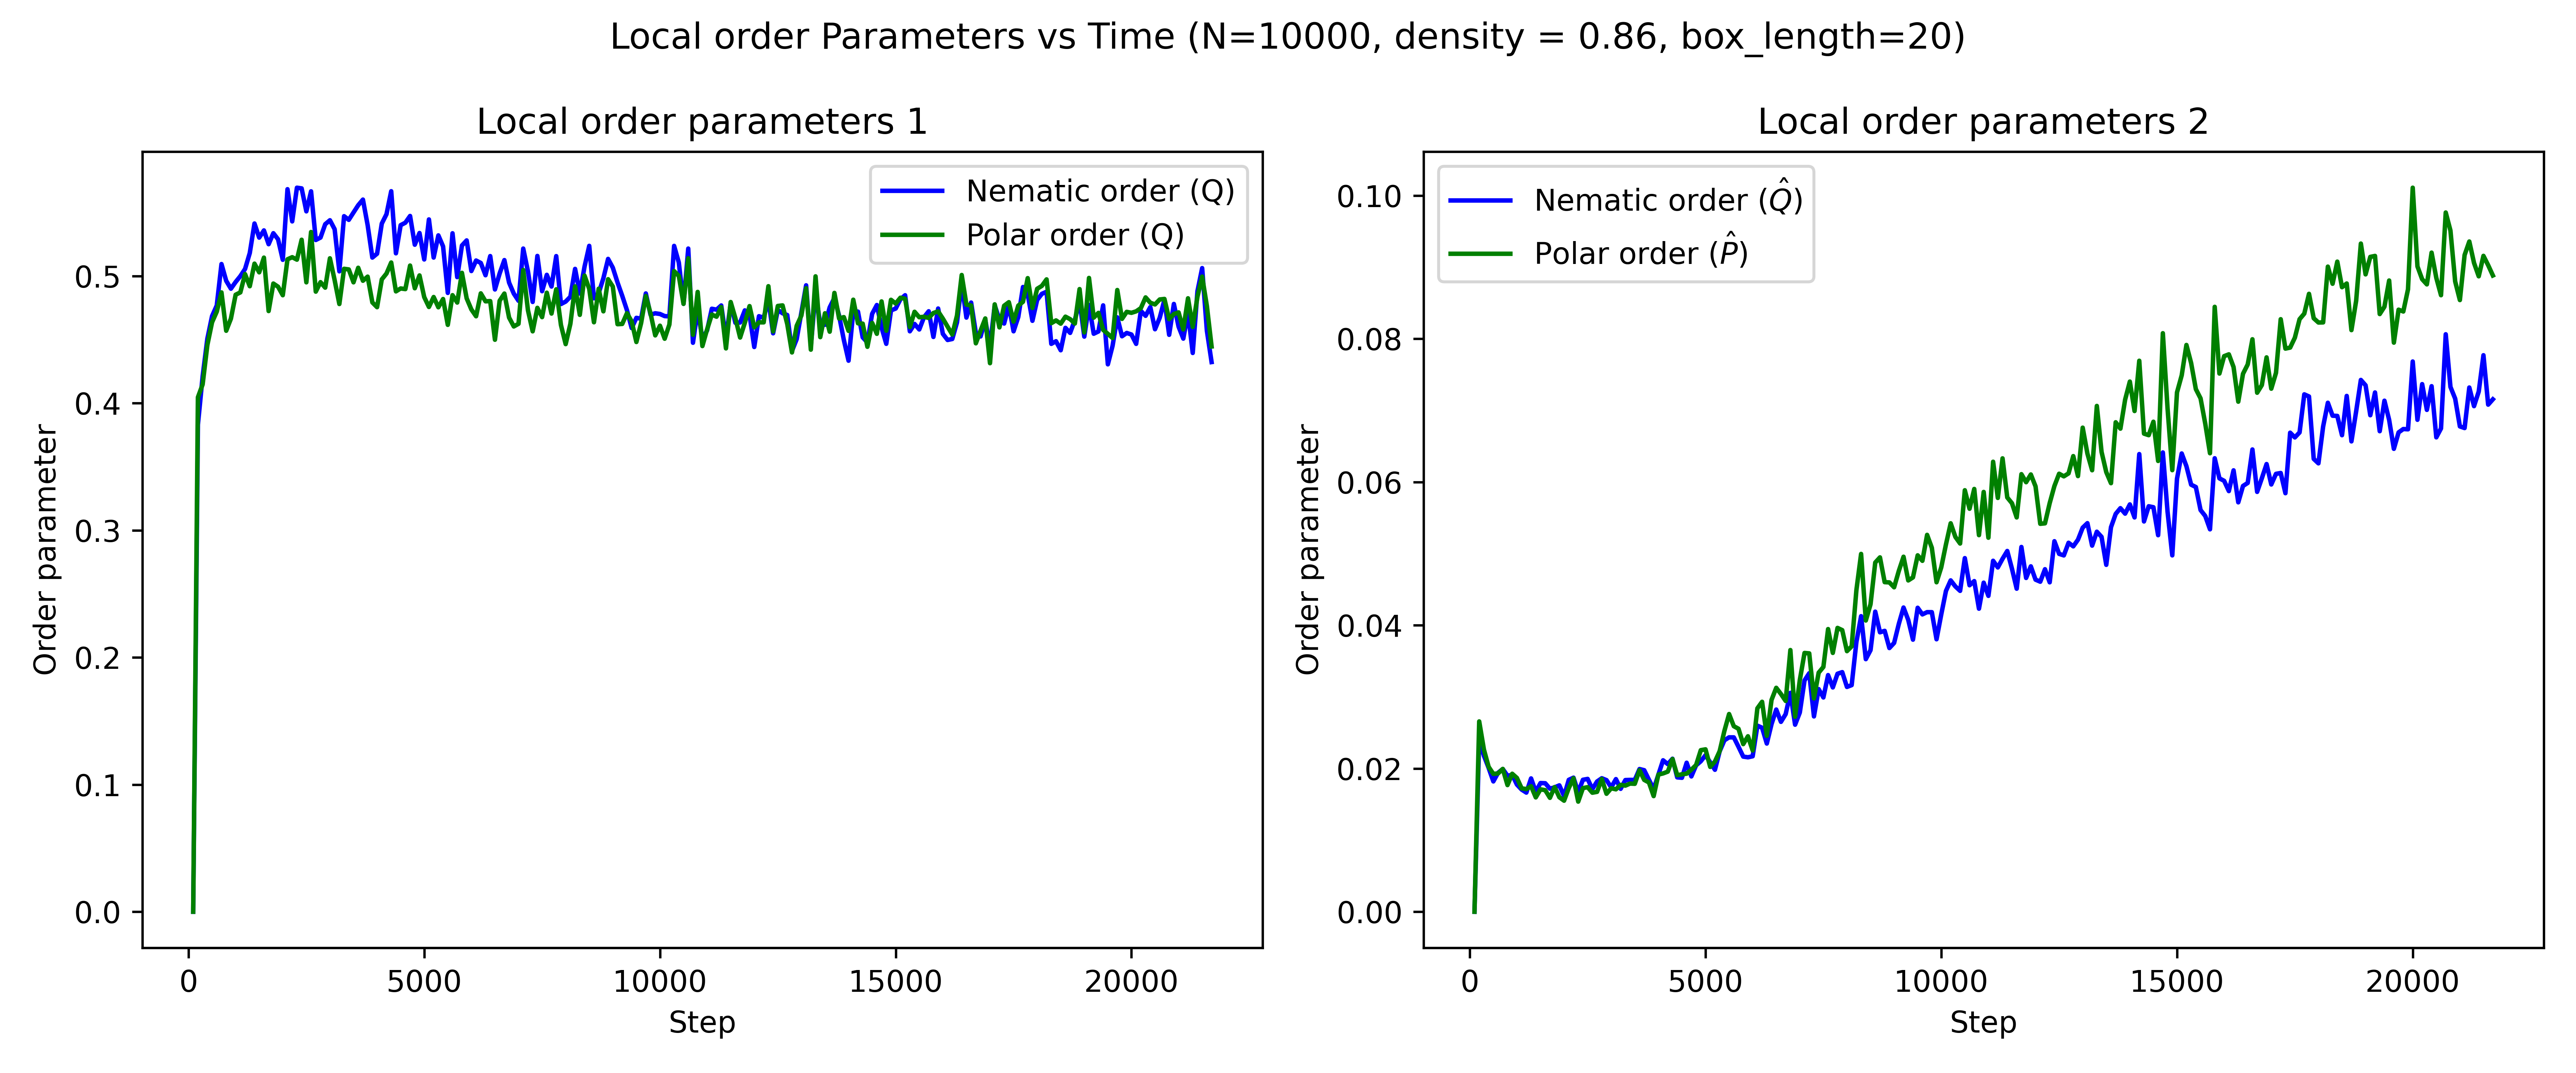 Local order Parameters vs Time (N=10000, density = 0.86, box_length=20)
Local order parameters 1
Nematic order (Q)
Polar order (Q)
Order parameter
0.5
0.4
0.3
0.2
0.1
0.0
0 5000 10000 15000 20000
Step
Local order parameters 2
Nematic order (Q̂)
Polar order (P̂)
Order parameter
0.10
0.08
0.06
0.04
0.02
0.00
0 5000 10000 15000 20000
Step